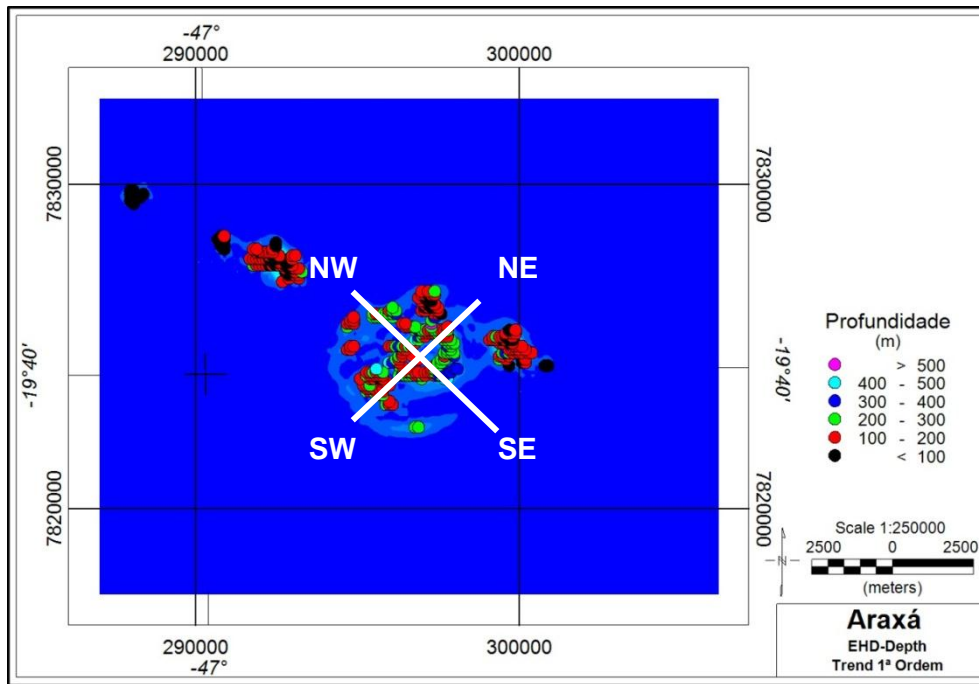 -47°
290000
300000
7830000
7830000
NW
NE
-19° 40'
-19° 40'
SW
SE
7820000
7820000
290000
300000
-47°
Profundidade
(m)
> 500
400 - 500
300 - 400
200 - 300
100 - 200
< 100
N
Scale 1:250000
2500 0 2500
(meters)
Araxá
EHD-Depth
Trend 1ª Ordem